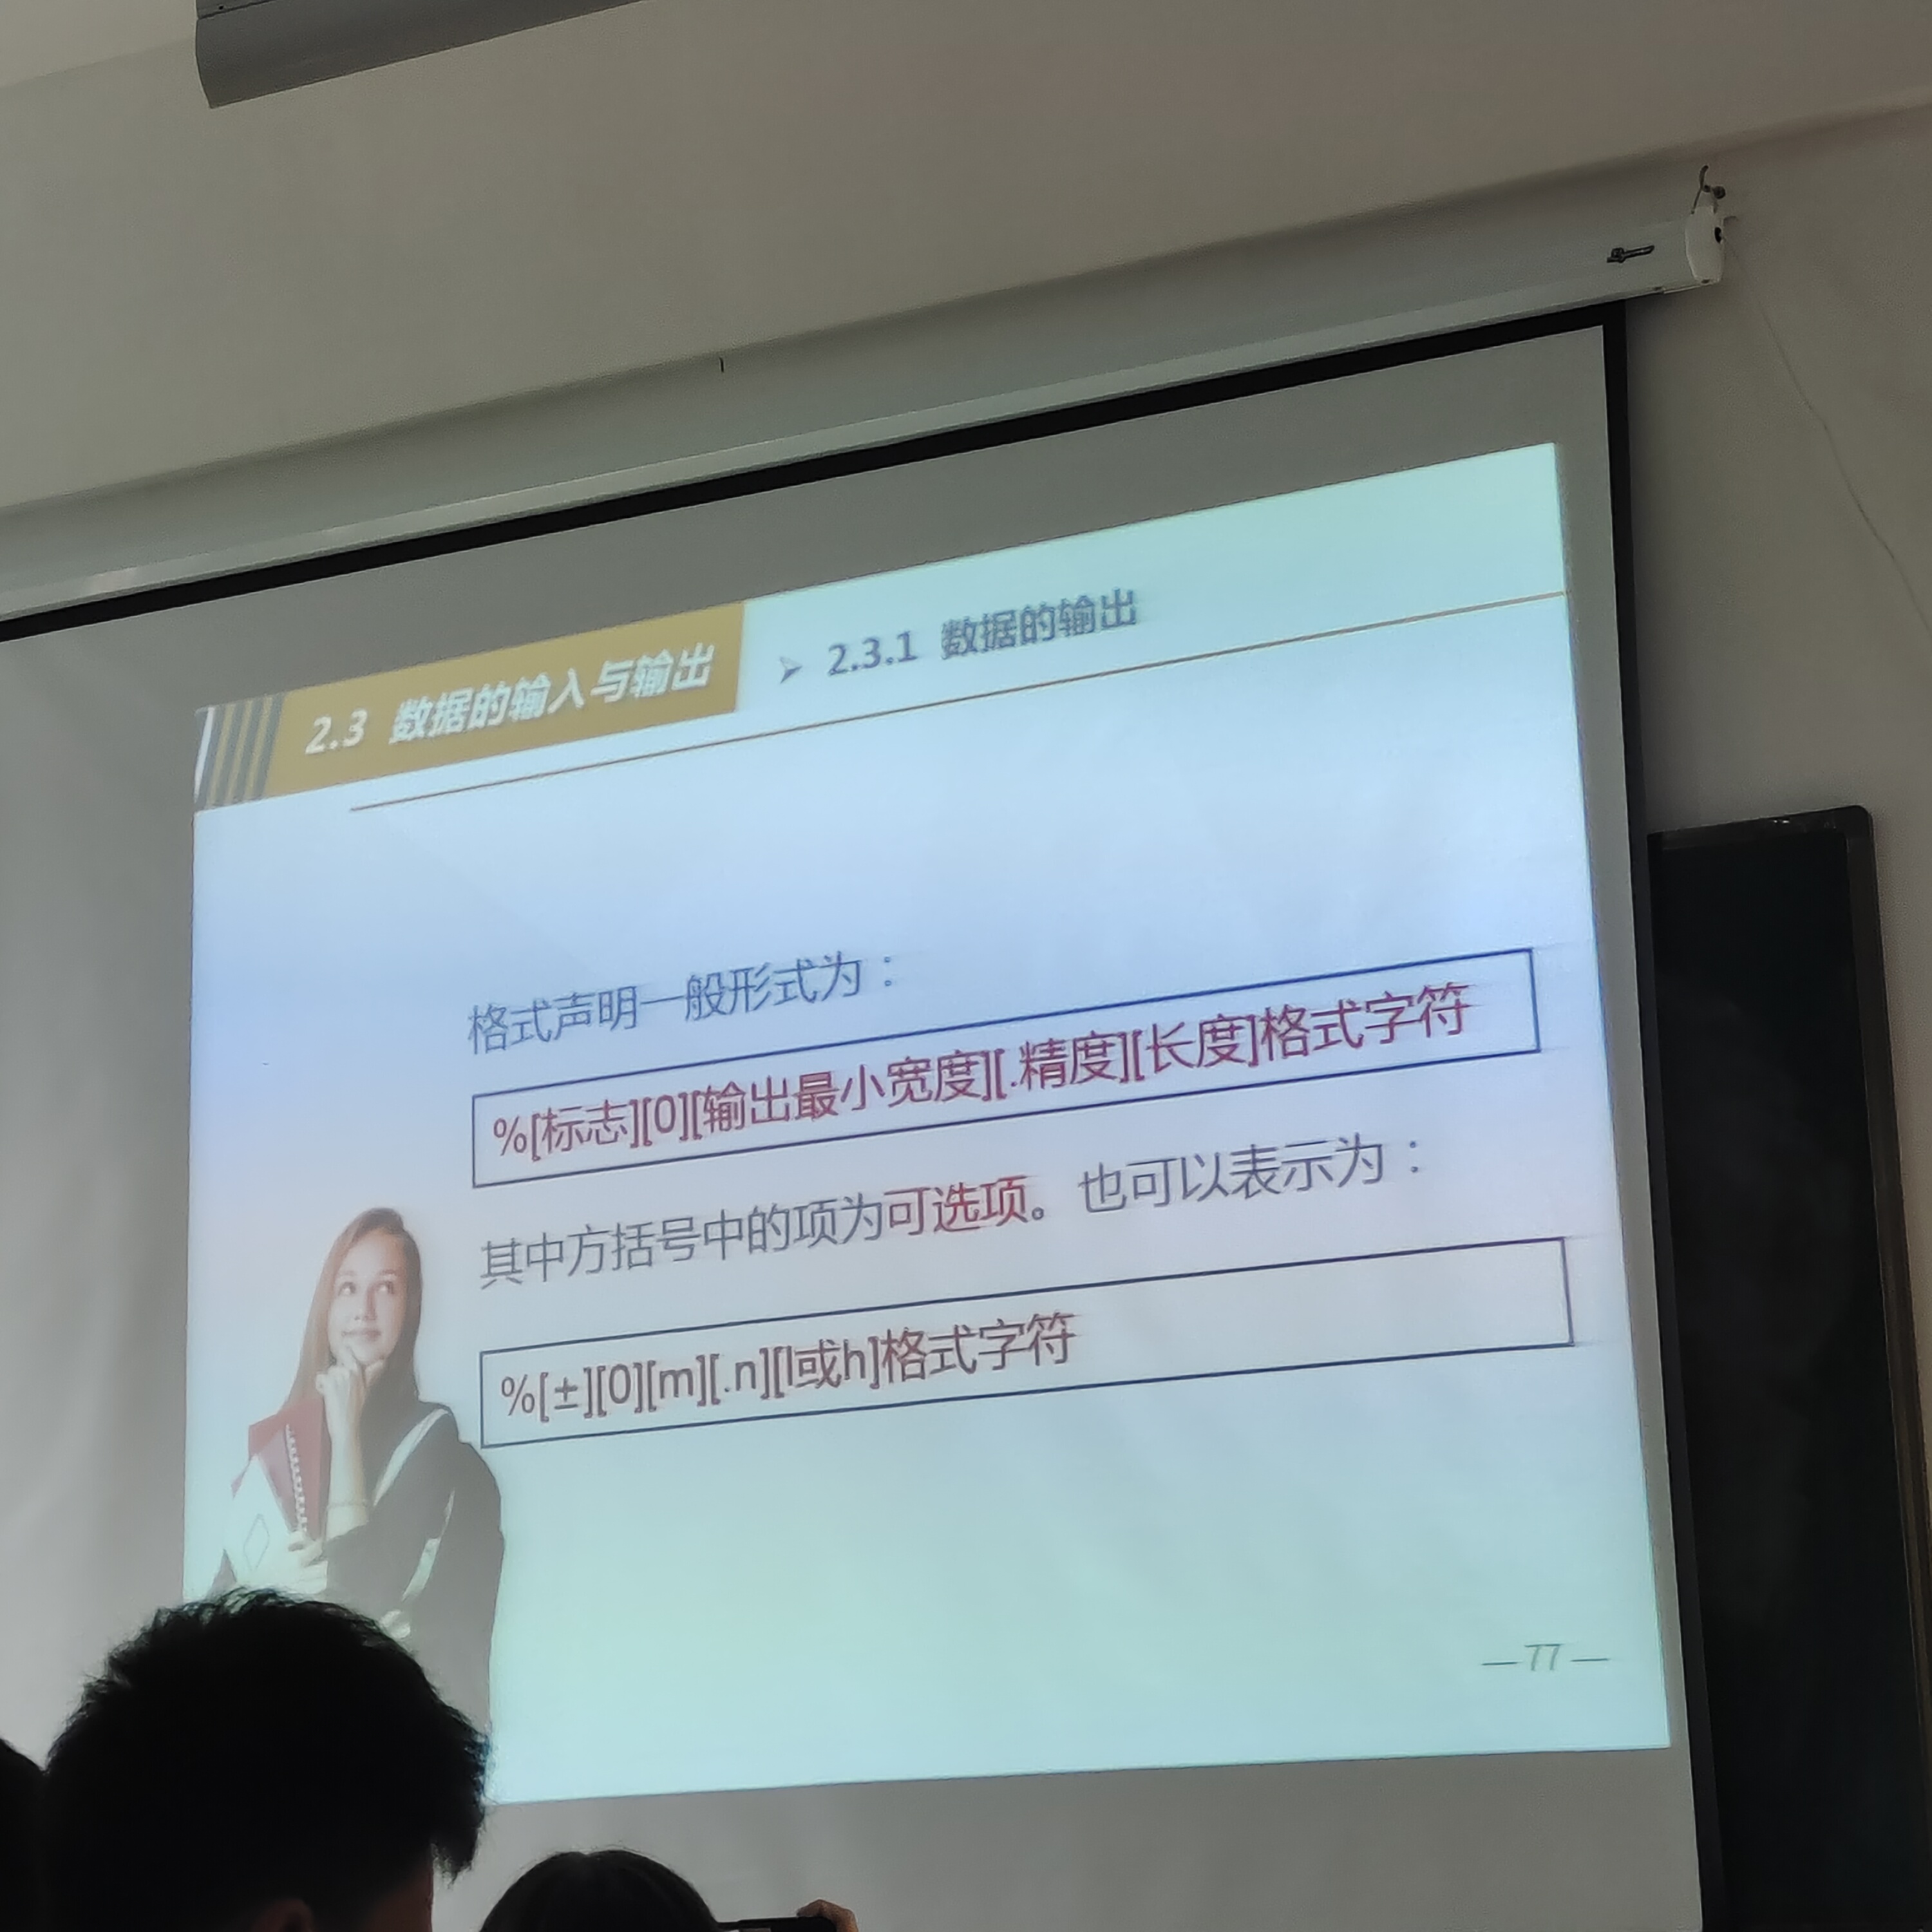 2.3 数据的输入与输出
➢ 2.3.1 数据的输出
格式声明一般形式为：
%[标志][0][输出最小宽度][.精度][长度]格式字符
其中方括号中的项为可选项。也可以表示为：
%[±][0][m][.n][l或h]格式字符
—77—